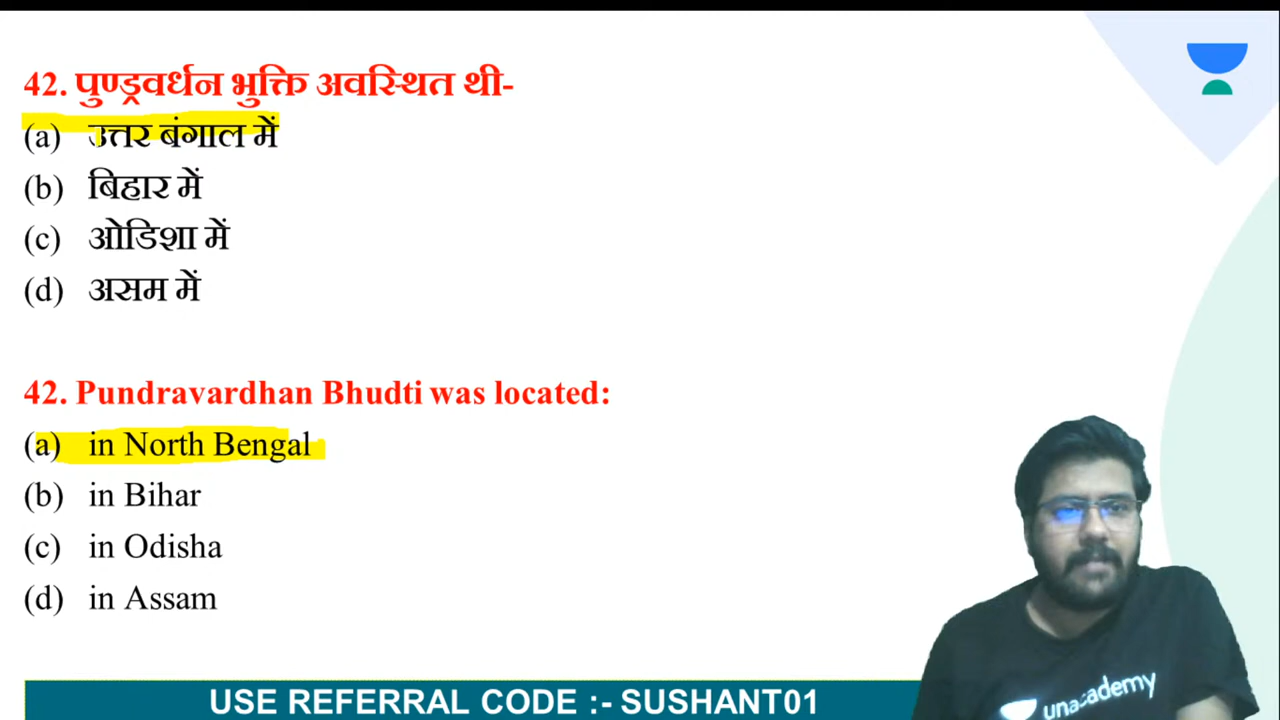 42. पुण्ड्रवर्धन भुक्ति अवस्थित थी-
(a) उत्तर बंगाल में
(b) बिहार में
(c) ओडिशा में
(d) असम में
42. Pundravardhan Bhudti was located:
(a) in North Bengal
(b) in Bihar
(c) in Odisha
(d) in Assam
unacademy
USE REFERRAL CODE :- SUSHANT01